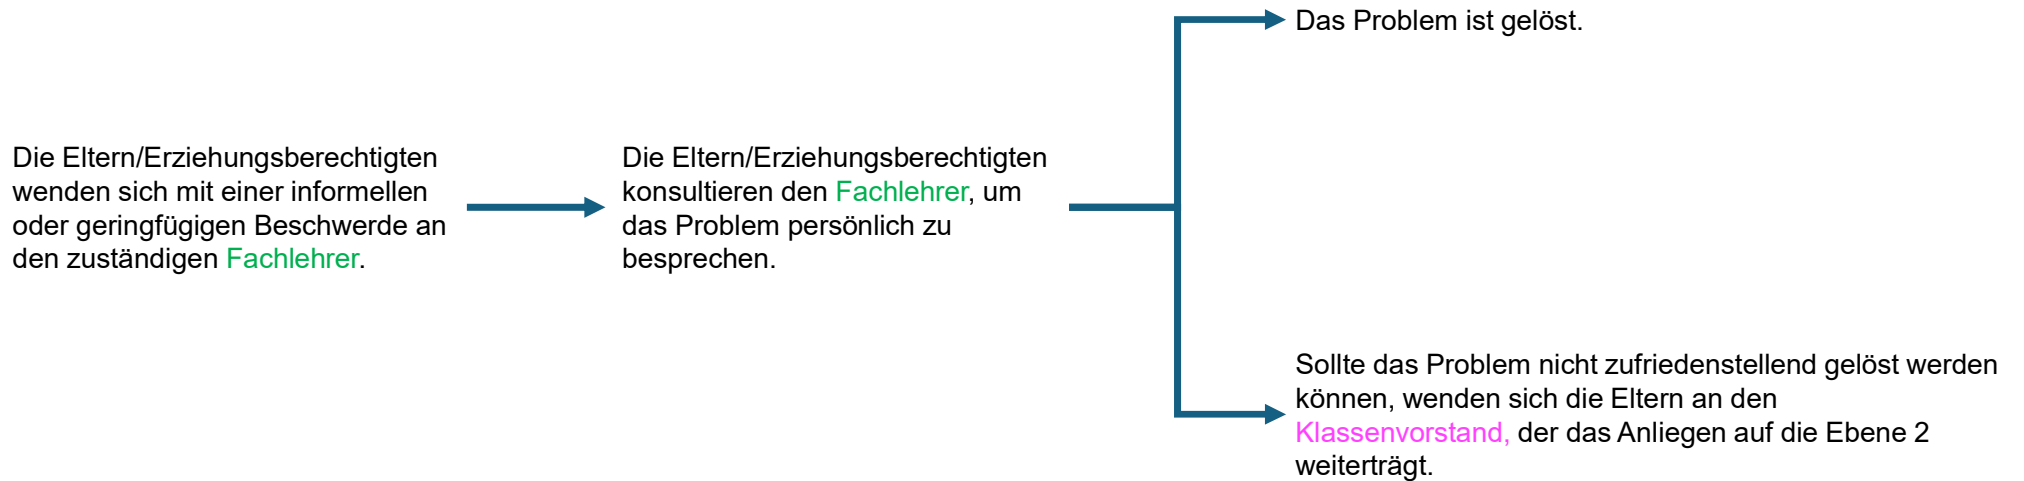 Die Eltern/Erziehungsberechtigten
wenden sich mit einer informellen
oder geringfügigen Beschwerde an
den zuständigen Fachlehrer.
Die Eltern/Erziehungsberechtigten
konsultieren den Fachlehrer, um
das Problem persönlich zu
besprechen.
Das Problem ist gelöst.
Sollte das Problem nicht zufriedenstellend gelöst werden
können, wenden sich die Eltern an den
Klassenvorstand, der das Anliegen auf die Ebene 2
weiterträgt.